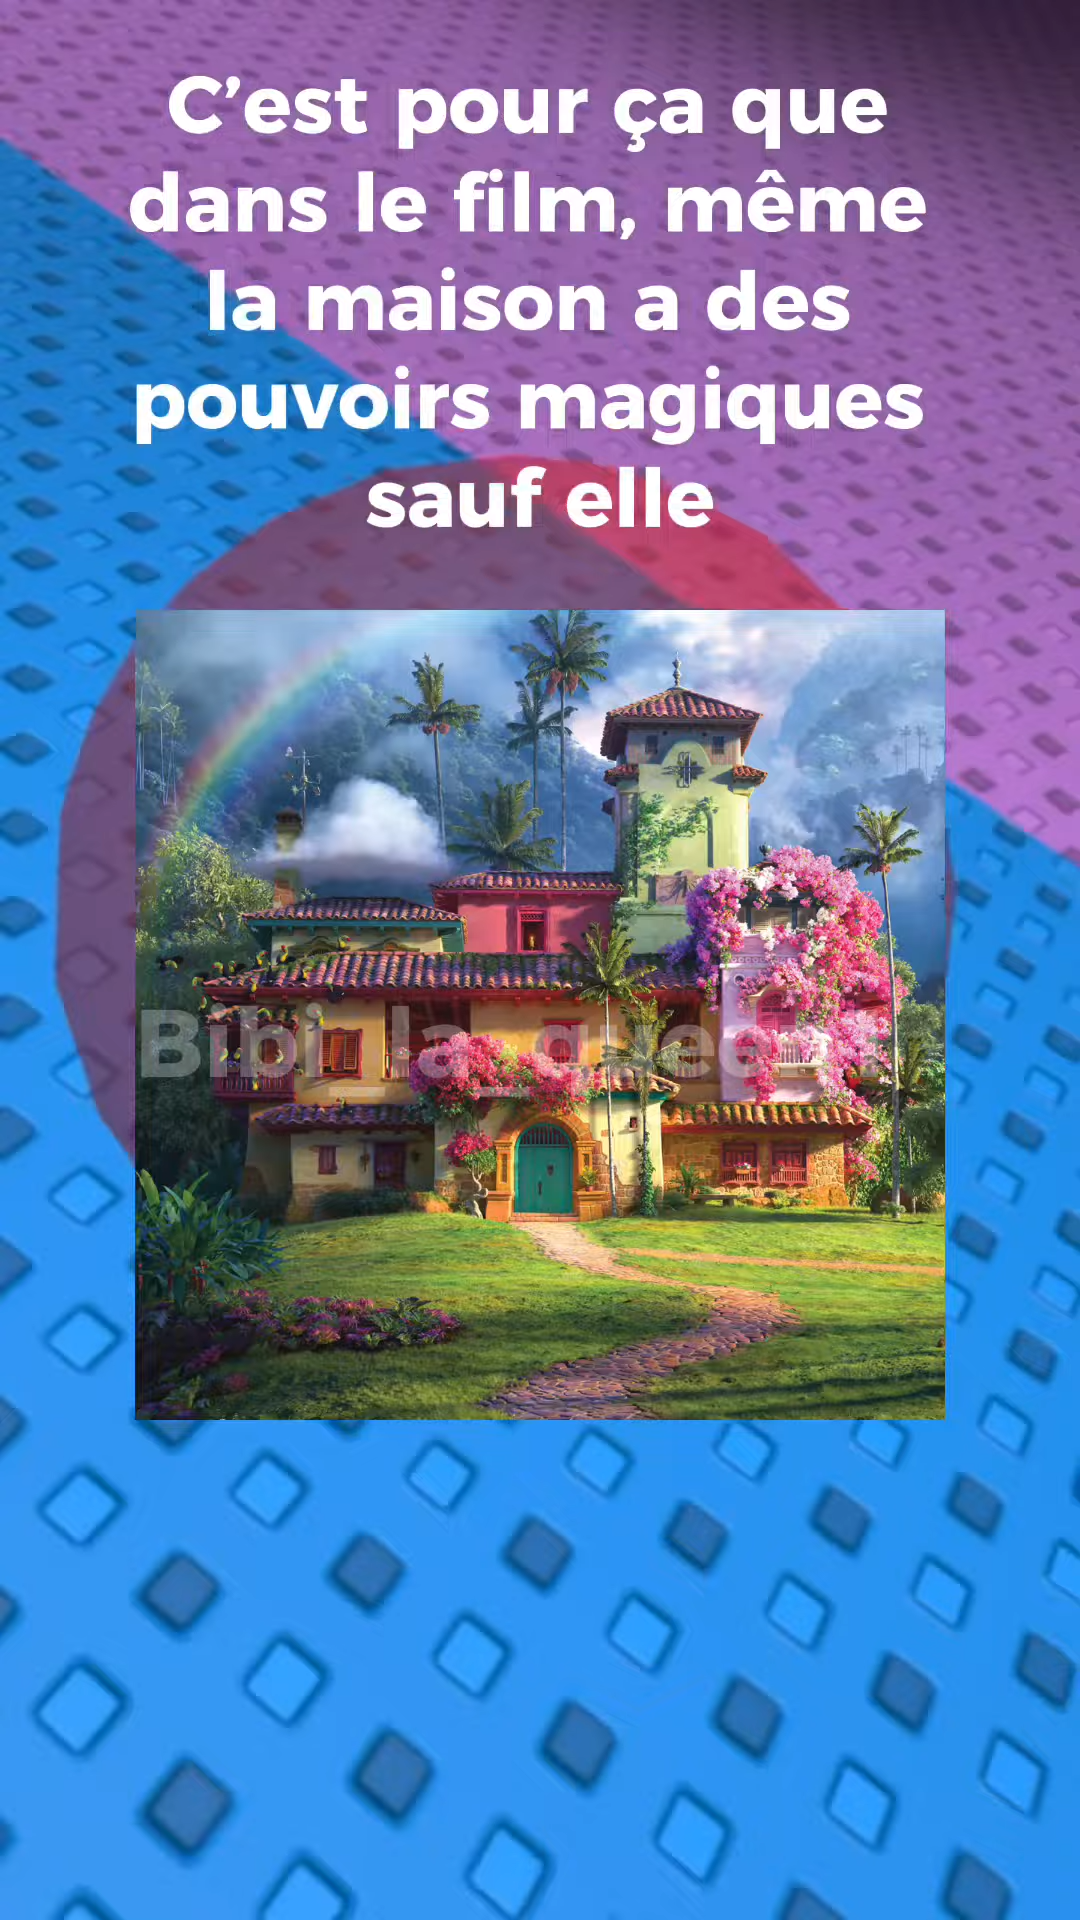 C’est pour ça que
dans le film, même
la maison a des
pouvoirs magiques
sauf elle